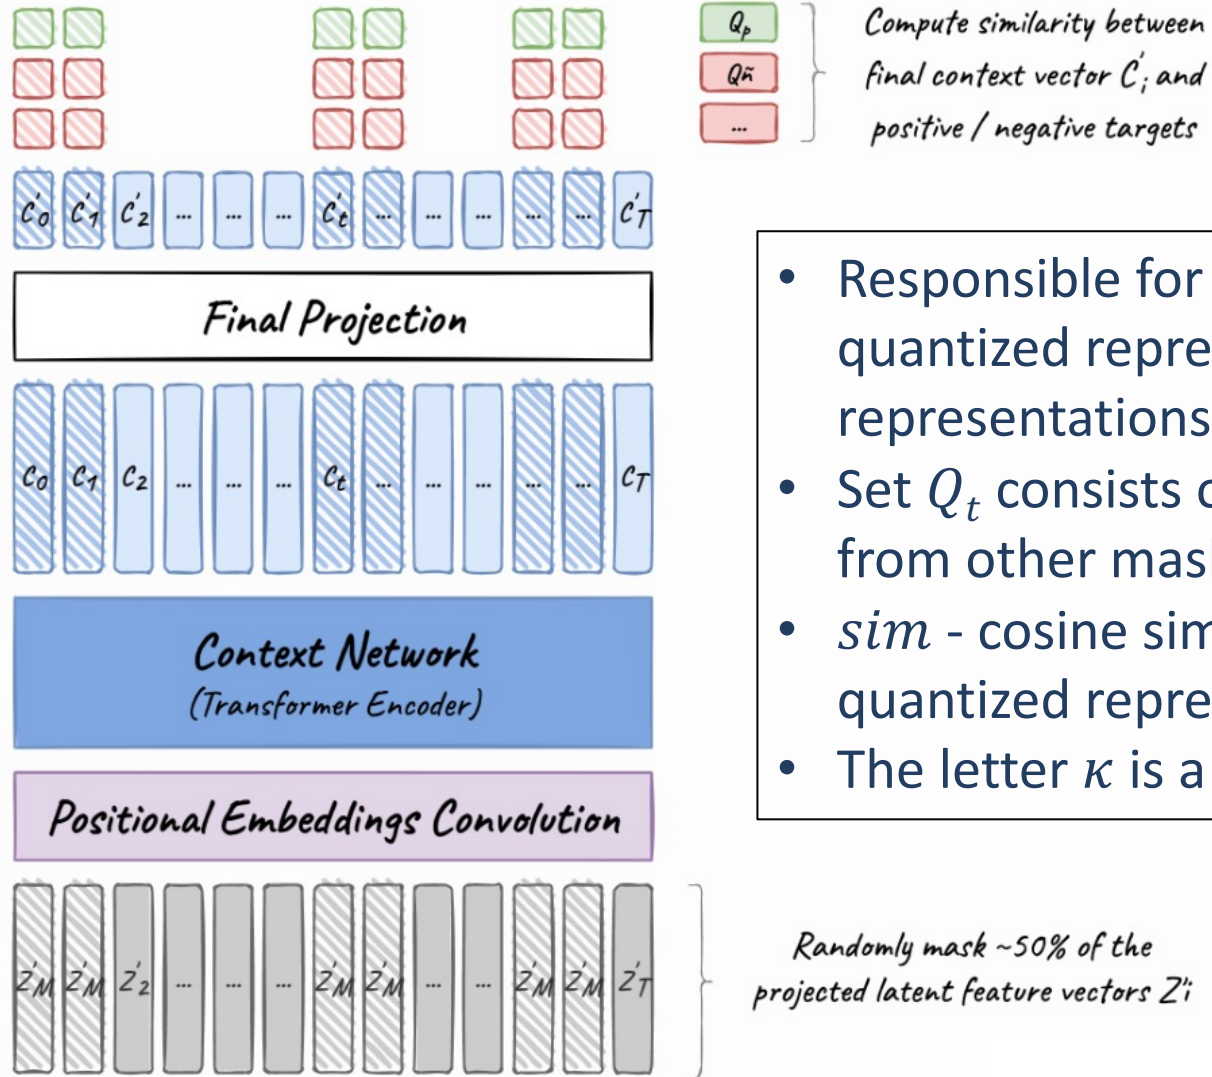 Qₚ
Qñ
...
Compute similarity between
final context vector C'ᵢ and
positive / negative targets
C'₀ C'₁ C'₂ ... ... ... C'ₜ ... ... ... ... ... C'T
Final Projection
C₀ C₁ C₂ ... ... ... Cₜ ... ... ... ... ... CT
Context Network
(Transformer Encoder)
Positional Embeddings Convolution
Z'M Z'M Z'₂ ... ... ... Z'M Z'M ... ... Z'M Z'M Z'T
Randomly mask ~50% of the
projected latent feature vectors Z'i
• Responsible for
quantized repre
representations
• Set Qₜ consists
from other mas
• sim - cosine sim
quantized repre
• The letter κ is a